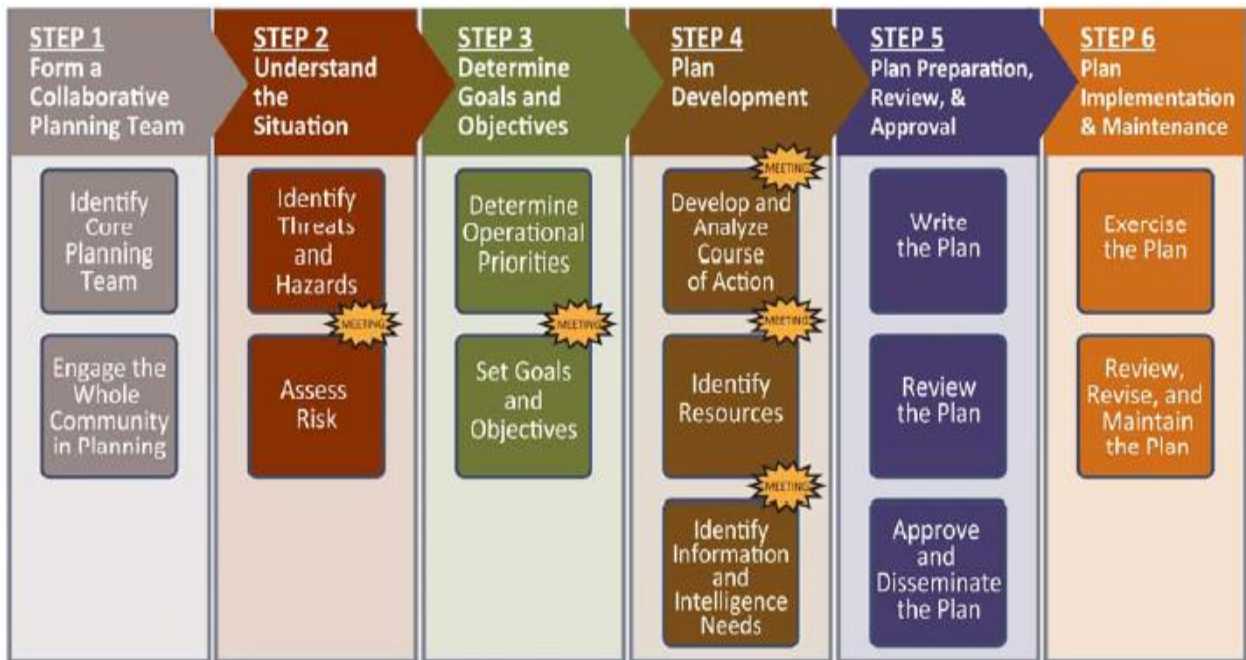 STEP 1
Form a
Collaborative
Planning Team
STEP 2
Understand
the
Situation
STEP 3
Determine
Goals and
Objectives
STEP 4
Plan
Development
STEP 5
Plan Preparation,
Review, &
Approval
STEP 6
Plan
Implementation
& Maintenance
Identify
Core
Planning
Team
Engage the
Whole
Community
in Planning
Identify
Threats
and
Hazards
MEETING
Assess
Risk
Determine
Operational
Priorities
MEETING
Set Goals
and
Objectives
MEETING
Develop and
Analyze
Course
of Action
MEETING
Identify
Resources
MEETING
Identify
Information
and
Intelligence
Needs
Write
the Plan
Review
the Plan
Approve
and
Disseminate
the Plan
Exercise
the Plan
Review,
Revise, and
Maintain
the Plan